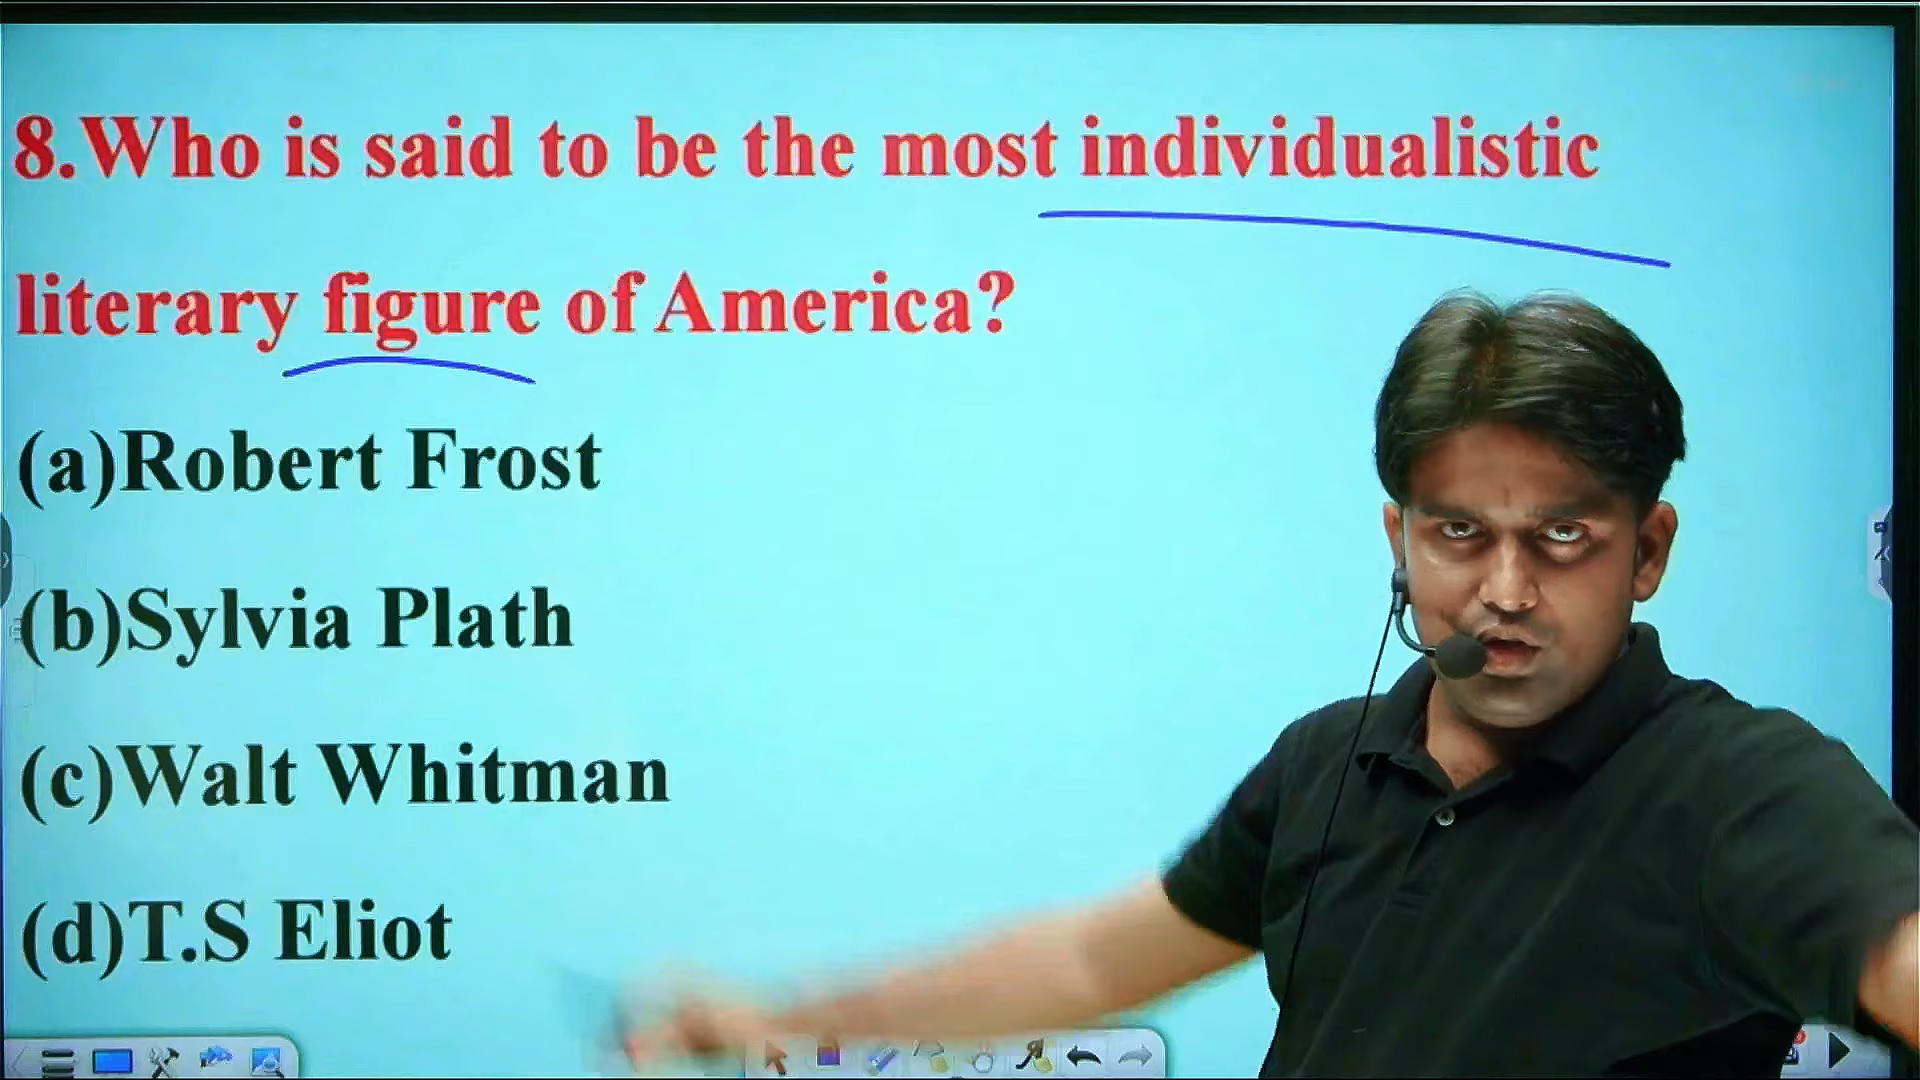 8.Who is said to be the most individualistic
literary figure of America?
(a)Robert Frost
(b)Sylvia Plath
(c)Walt Whitman
(d)T.S Eliot